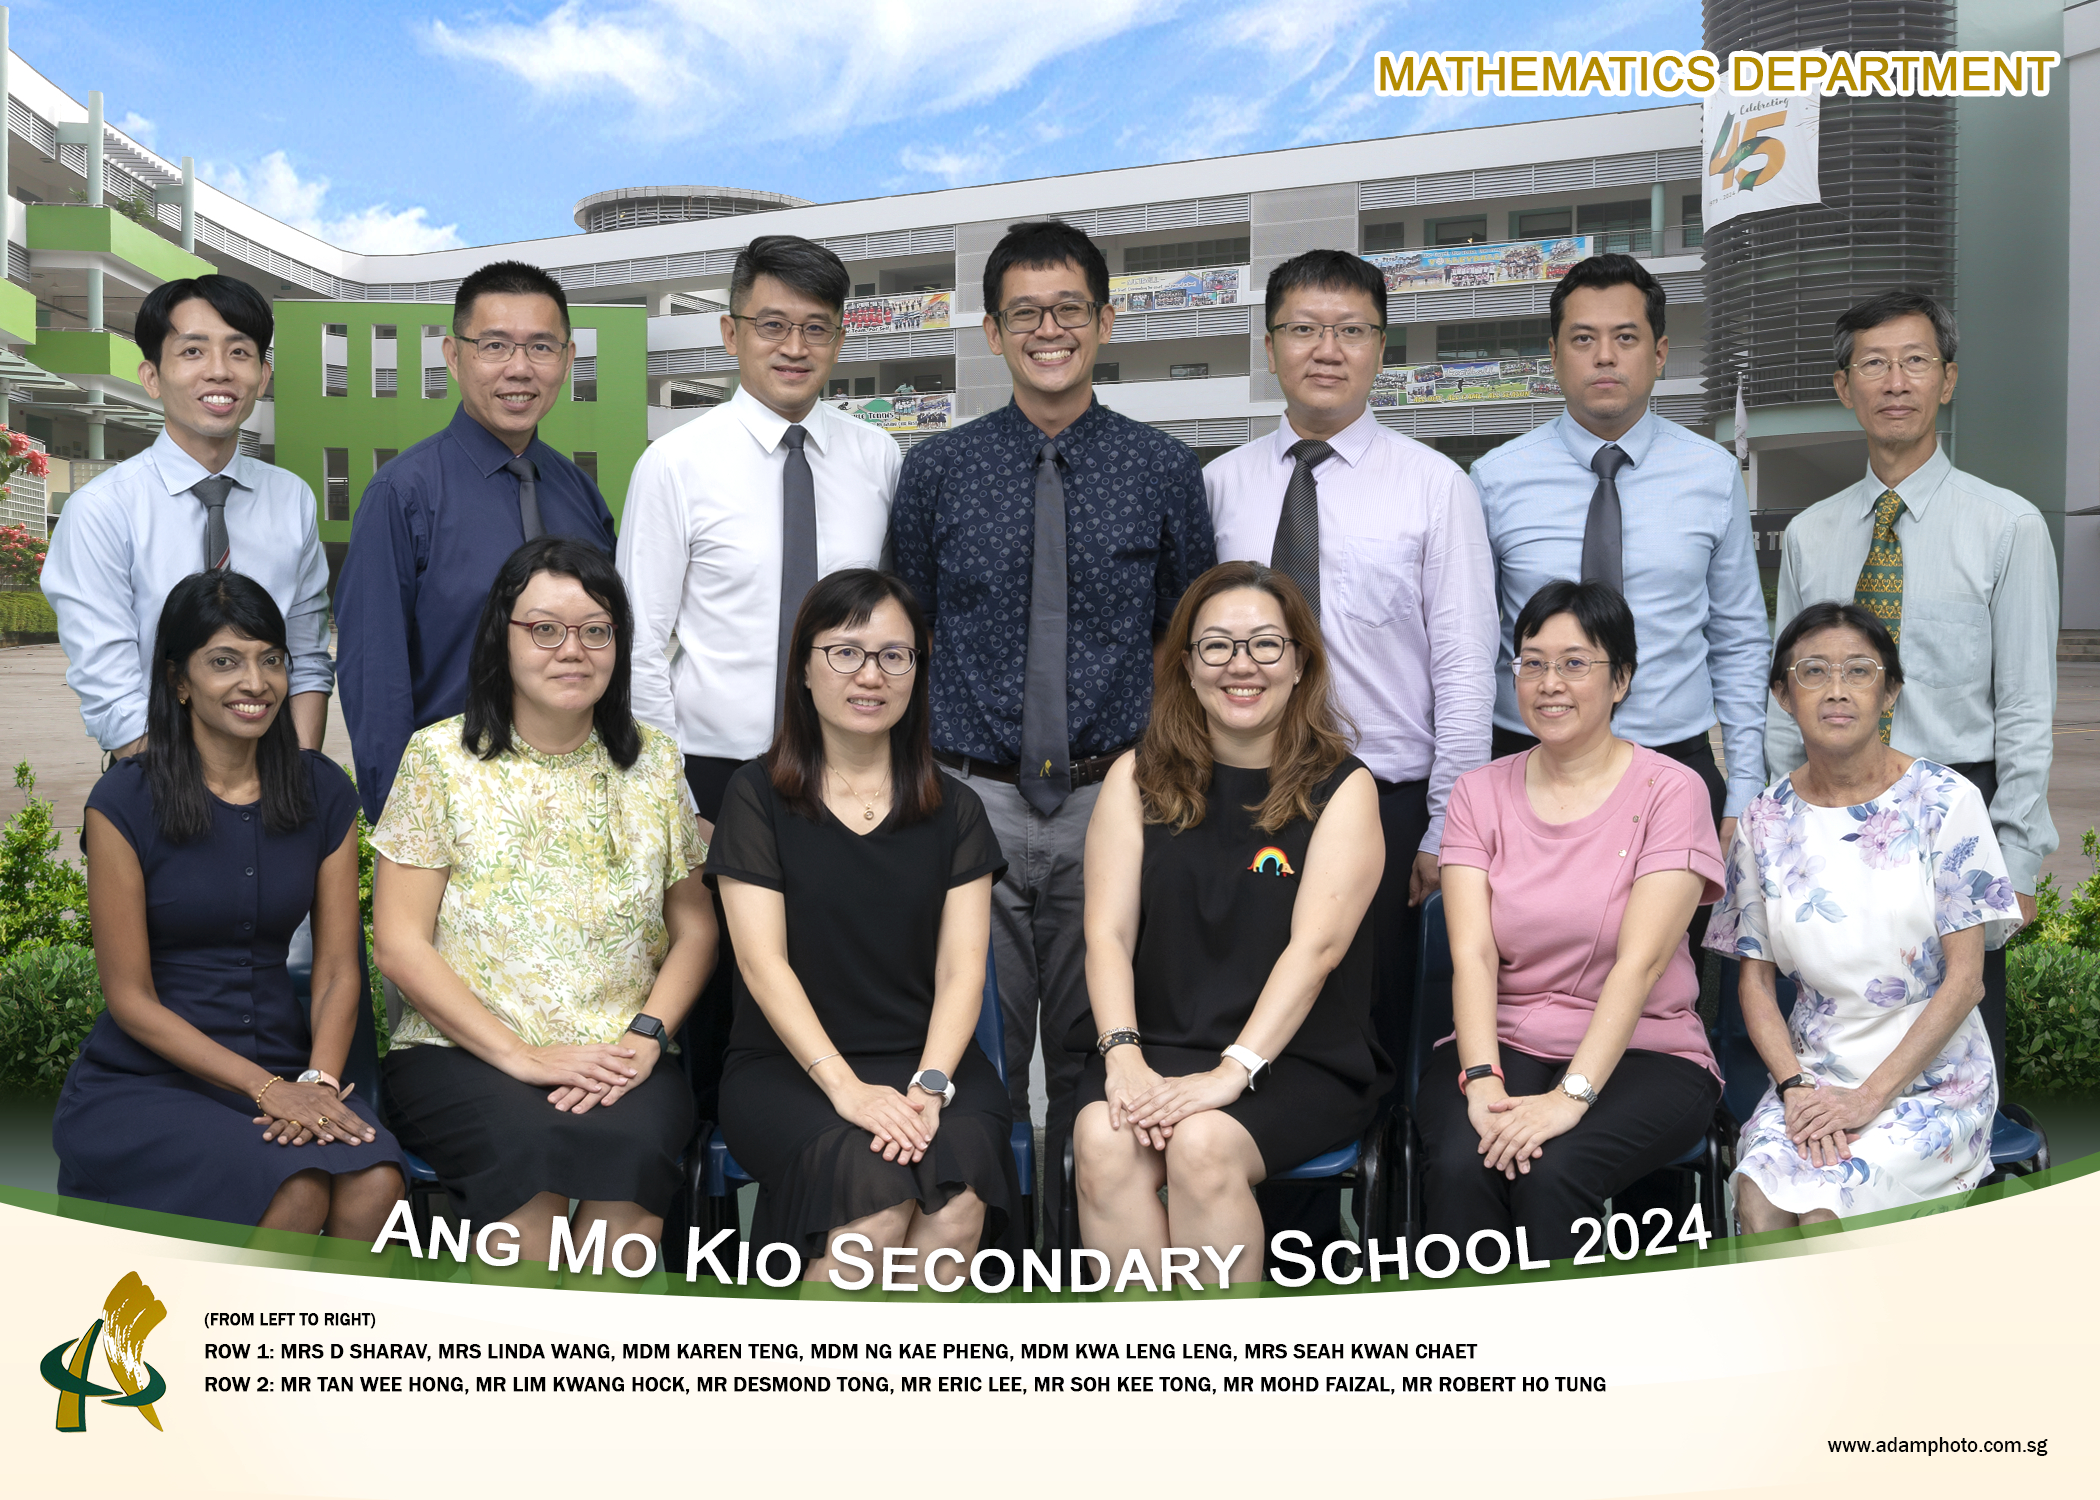 MATHEMATICS DEPARTMENT
Celebrating
45
ANG MO KIO SECONDARY SCHOOL 2024
(FROM LEFT TO RIGHT)
ROW 1: MRS D SHARAV, MRS LINDA WANG, MDM KAREN TENG, MDM NG KAE PHENG, MDM KWA LENG LENG, MRS SEAH KWAN CHAET
ROW 2: MR TAN WEE HONG, MR LIM KWANG HOCK, MR DESMOND TONG, MR ERIC LEE, MR SOH KEE TONG, MR MOHD FAIZAL, MR ROBERT HO TUNG
www.adamphoto.com.sg